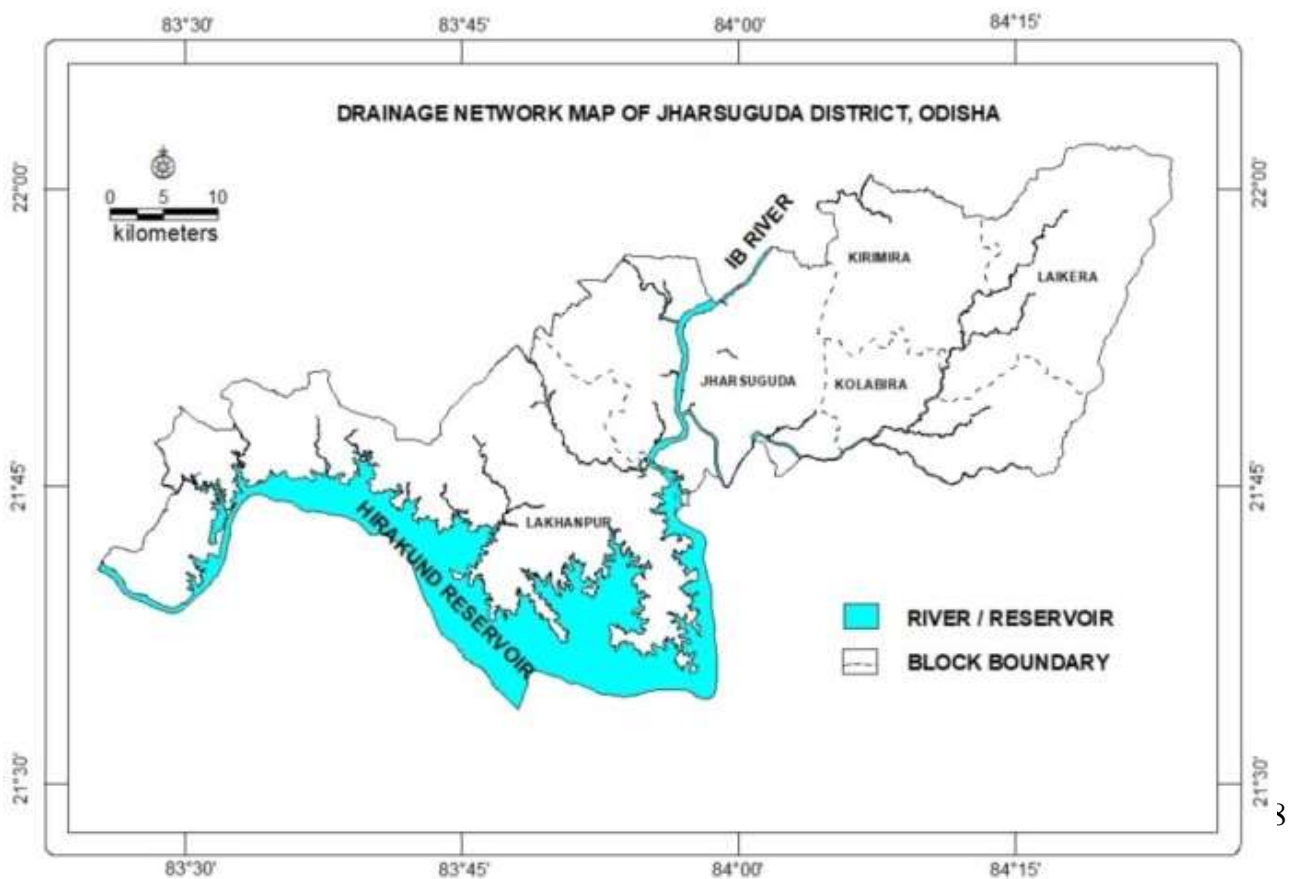 83°30' 83°45' 84°00' 84°15'
DRAINAGE NETWORK MAP OF JHARSUGUDA DISTRICT, ODISHA
22°00' 22°00'
0 5 10
kilometers
IB RIVER
KIRIMIRA
LAIKERA
JHARSUGUDA
KOLABIRA
21°45' 21°45'
LAKHANPUR
HIRAKUND RESERVOIR
RIVER / RESERVOIR
BLOCK BOUNDARY
21°30' 21°30'
83°30' 83°45' 84°00' 84°15'